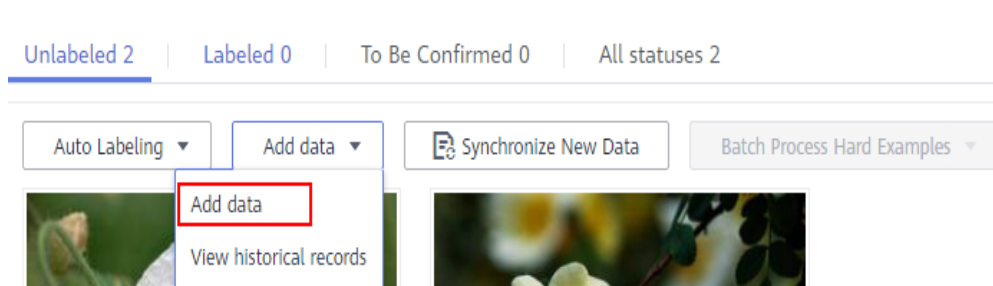 Unlabeled 2 Labeled 0 To Be Confirmed 0 All statuses 2
Auto Labeling Add data Synchronize New Data Batch Process Hard Examples
Add data
View historical records